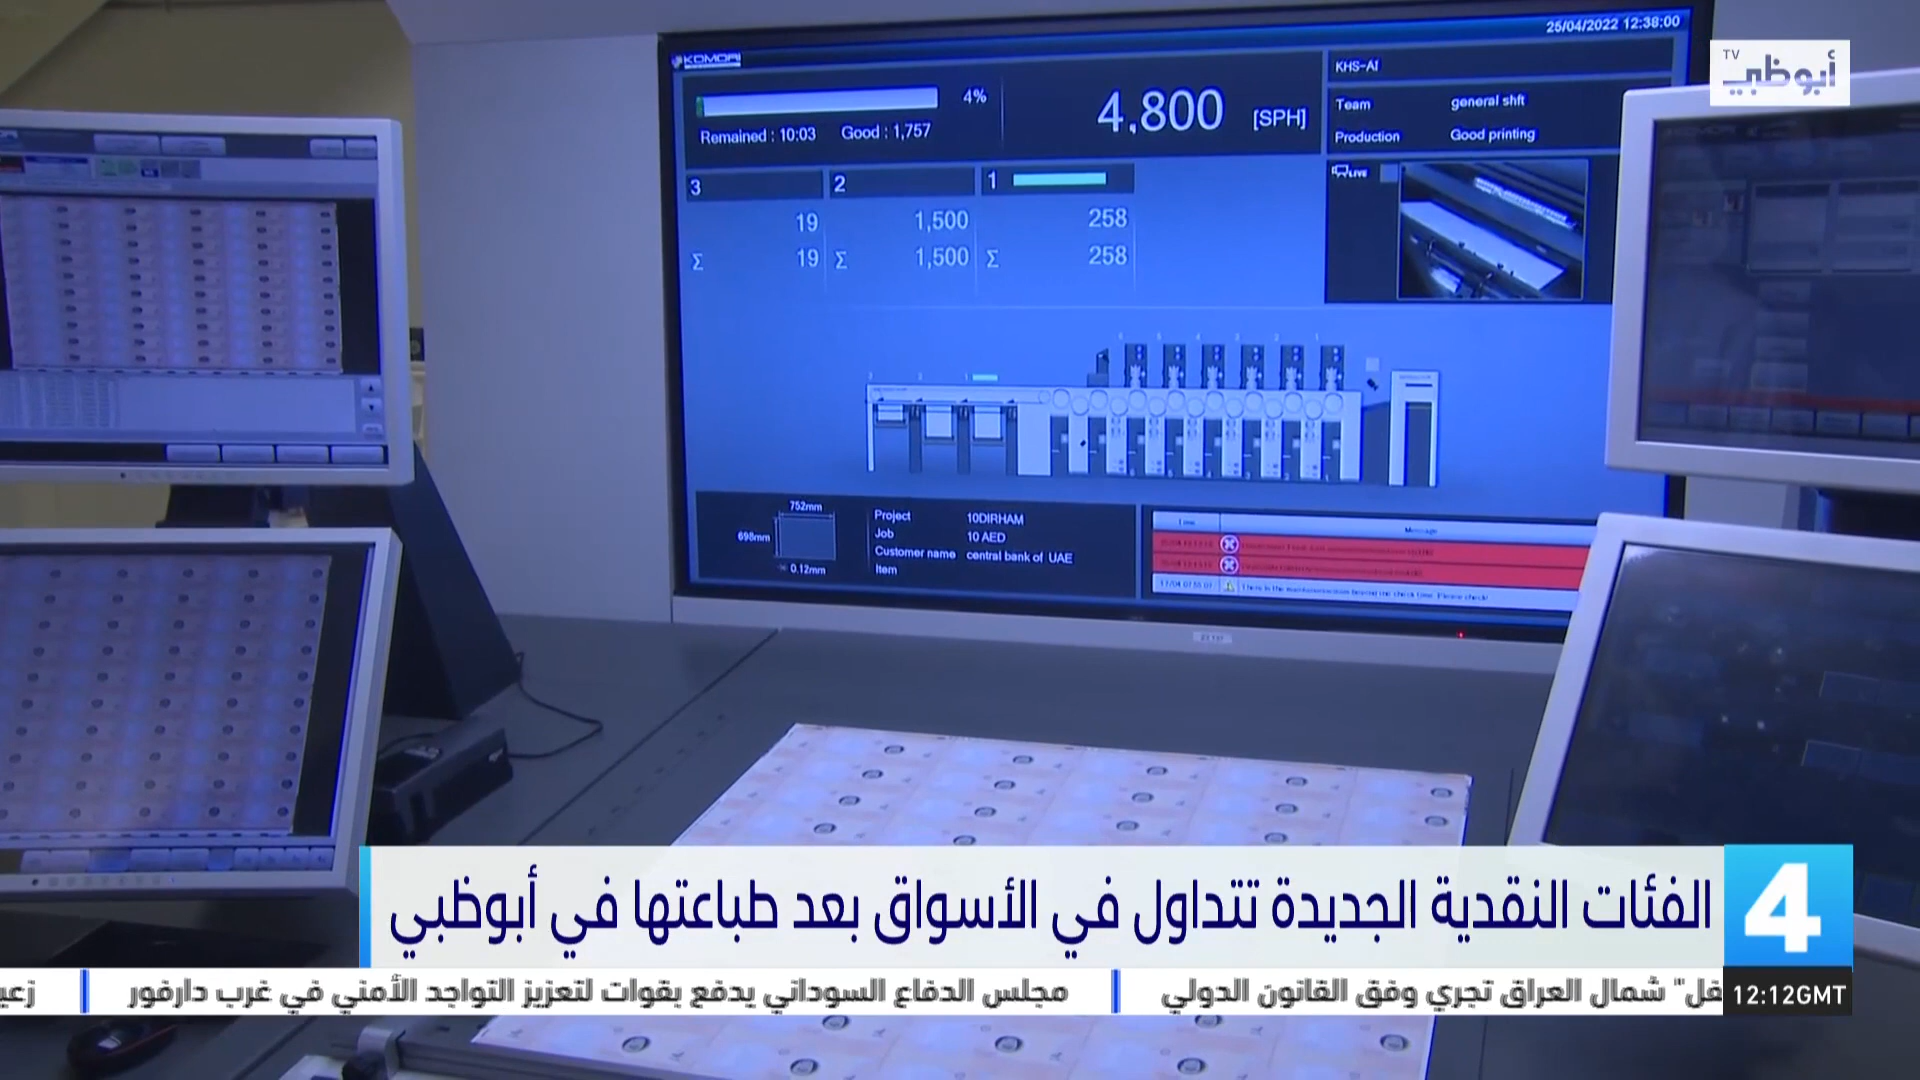 25/04/2022 12:38:00
KOMORI
TV
أبوظبي
4%
Remained : 10:03 Good : 1,757
4,800 [SPH]
KHS-AI
Team general shft
Production Good printing
LIVE
3 2 1
19 1,500 258
Σ 19 Σ 1,500 Σ 258
752mm
698mm
0.12mm
Project 10DIRHAM
Job 10 AED
Customer name central bank of UAE
Item
Time Message
الفئات النقدية الجديدة تتداول في الأسواق بعد طباعتها في أبوظبي
4
شمال العراق تجري وفق القانون الدولي
مجلس الدفاع السوداني يدفع بقوات لتعزيز التواجد الأمني في غرب دارفور
12:12GMT